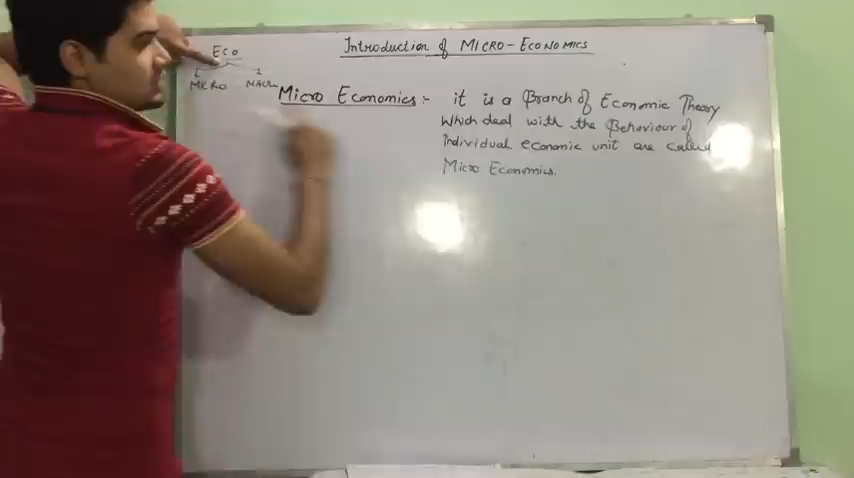 Introduction of MICRO-ECONOMICS
ECO
MICRO
Micro Economics:- it is a Branch of Economic Theory
Which deal with the Behaviour of
Individual economic unit are called
Micro Economics.